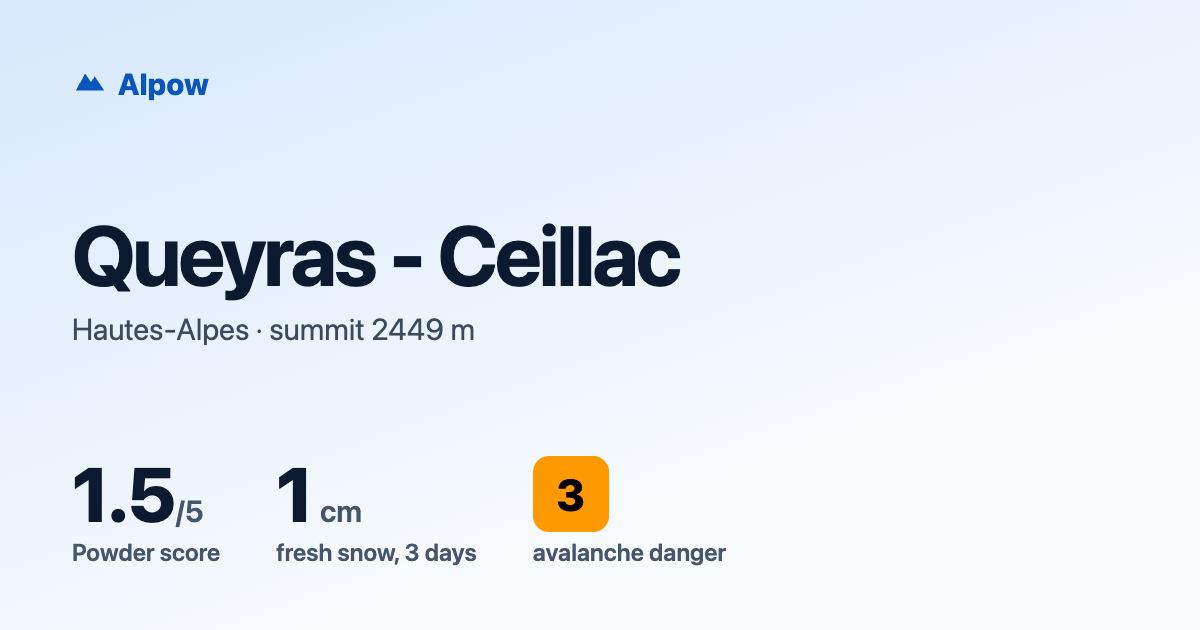 Alpow
Queyras - Ceillac
Hautes-Alpes · summit 2449 m
1.5/5
Powder score
1 cm
fresh snow, 3 days
3
avalanche danger